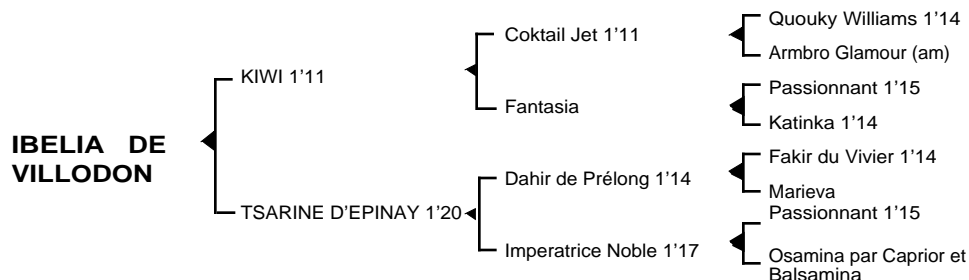 Quouky Williams 1’14
Coktail Jet 1’11
Armbro Glamour (am)
KIWI 1’11
Passionnant 1’15
Fantasia
Katinka 1’14
IBELIA DE
VILLODON
Fakir du Vivier 1’14
Dahir de Prélong 1’14
Marieva
TSARINE D’EPINAY 1’20
Passionnant 1’15
Imperatrice Noble 1’17
Osamina par Caprior et
Balsamina